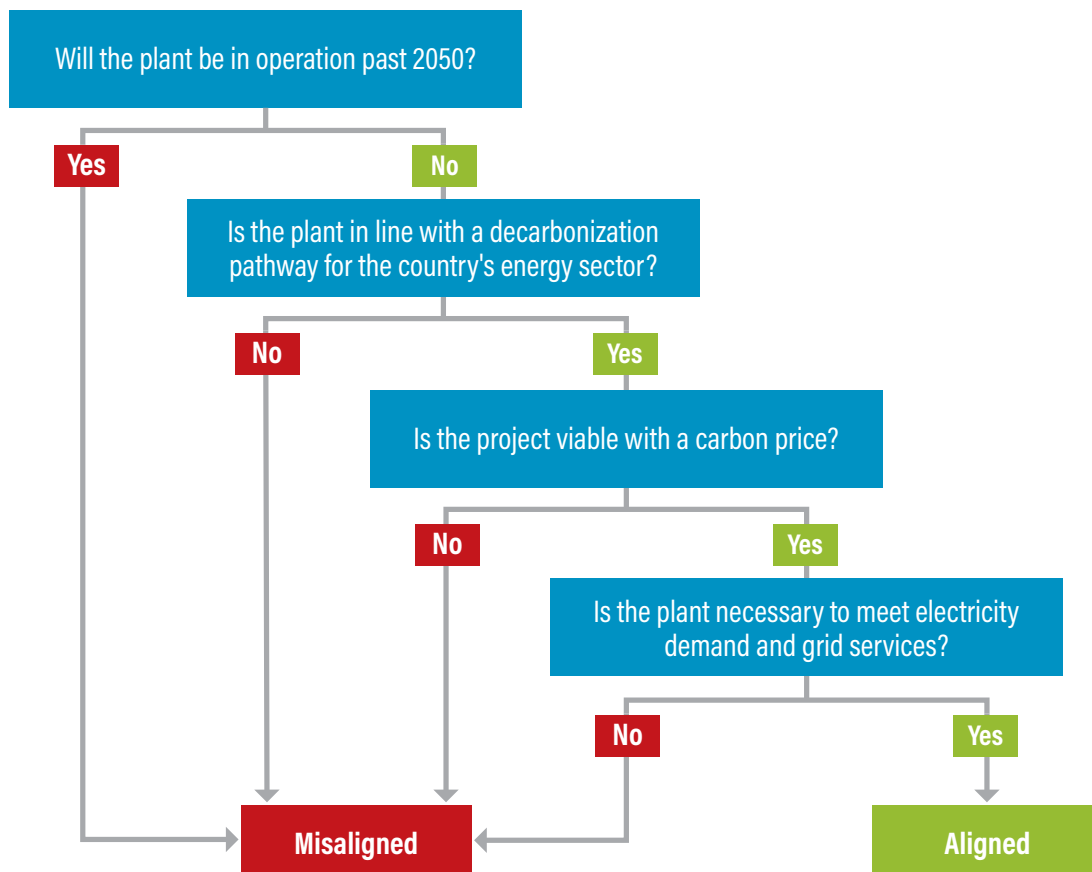 Will the plant be in operation past 2050?
Yes
No
Is the plant in line with a decarbonization
pathway for the country's energy sector?
No
Yes
Is the project viable with a carbon price?
No
Yes
Is the plant necessary to meet electricity
demand and grid services?
No
Yes
Misaligned
Aligned